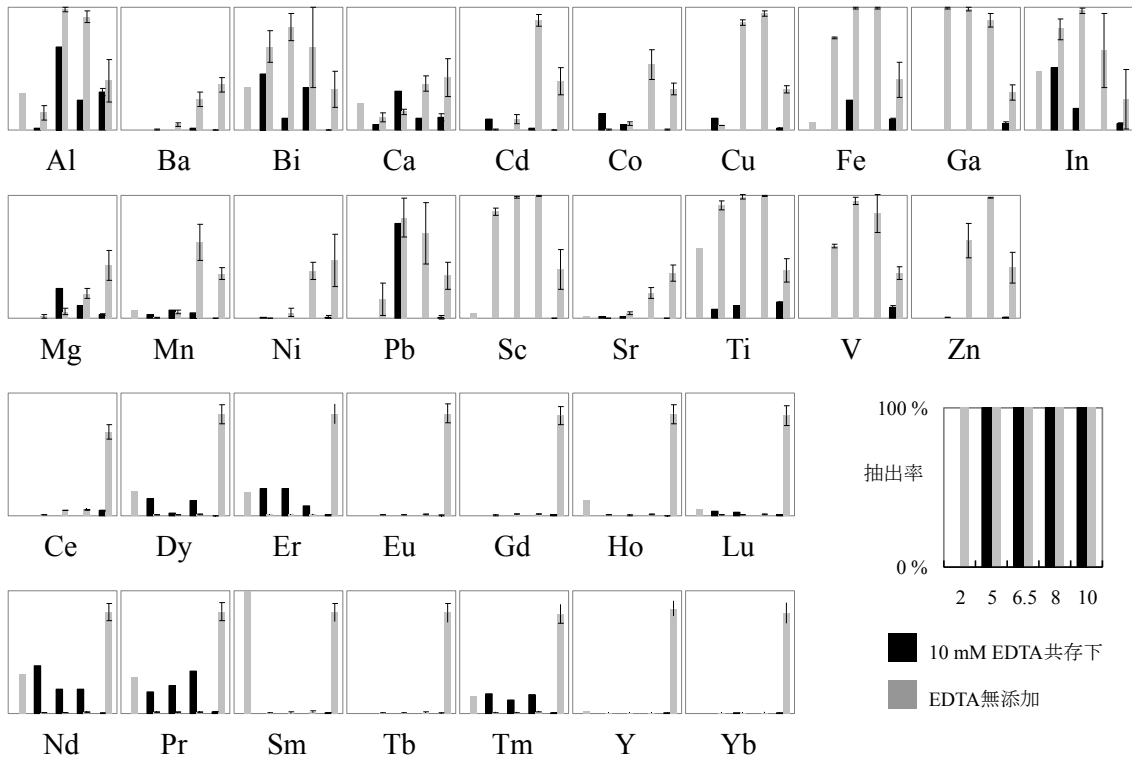 Al Ba Bi Ca Cd Co Cu Fe Ga In
Mg Mn Ni Pb Sc Sr Ti V Zn
100 %
抽出率
0 %
2 5 6.5 8 10
Ce Dy Er Eu Gd Ho Lu
10 mM EDTA共存下
EDTA無添加
Nd Pr Sm Tb Tm Y Yb